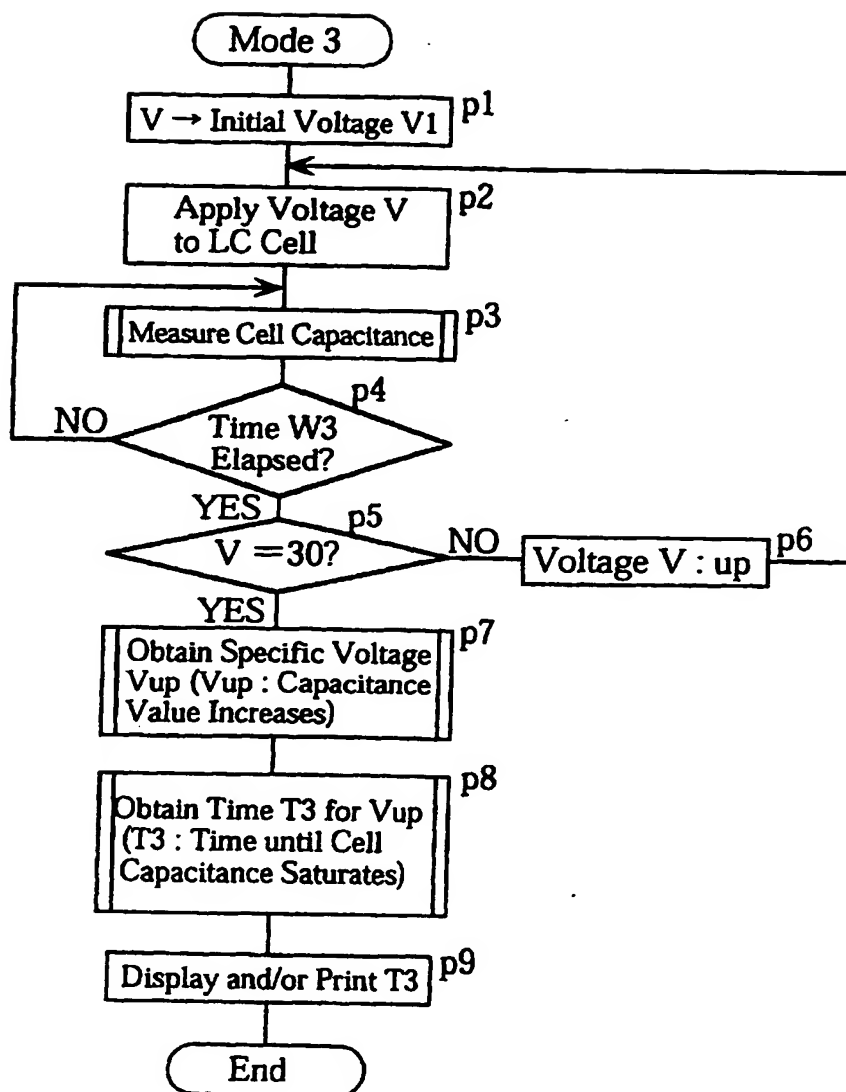 Mode 3
V → Initial Voltage V1
p1
Apply Voltage V
to LC Cell
p2
Measure Cell Capacitance
p3
p4
NO
Time W3
Elapsed?
YES
p5
V =30?
NO
Voltage V : up
p6
YES
p7
Obtain Specific Voltage
Vup (Vup : Capacitance
Value Increases)
p8
Obtain Time T3 for Vup
(T3 : Time until Cell
Capacitance Saturates)
Display and/or Print T3
p9
End